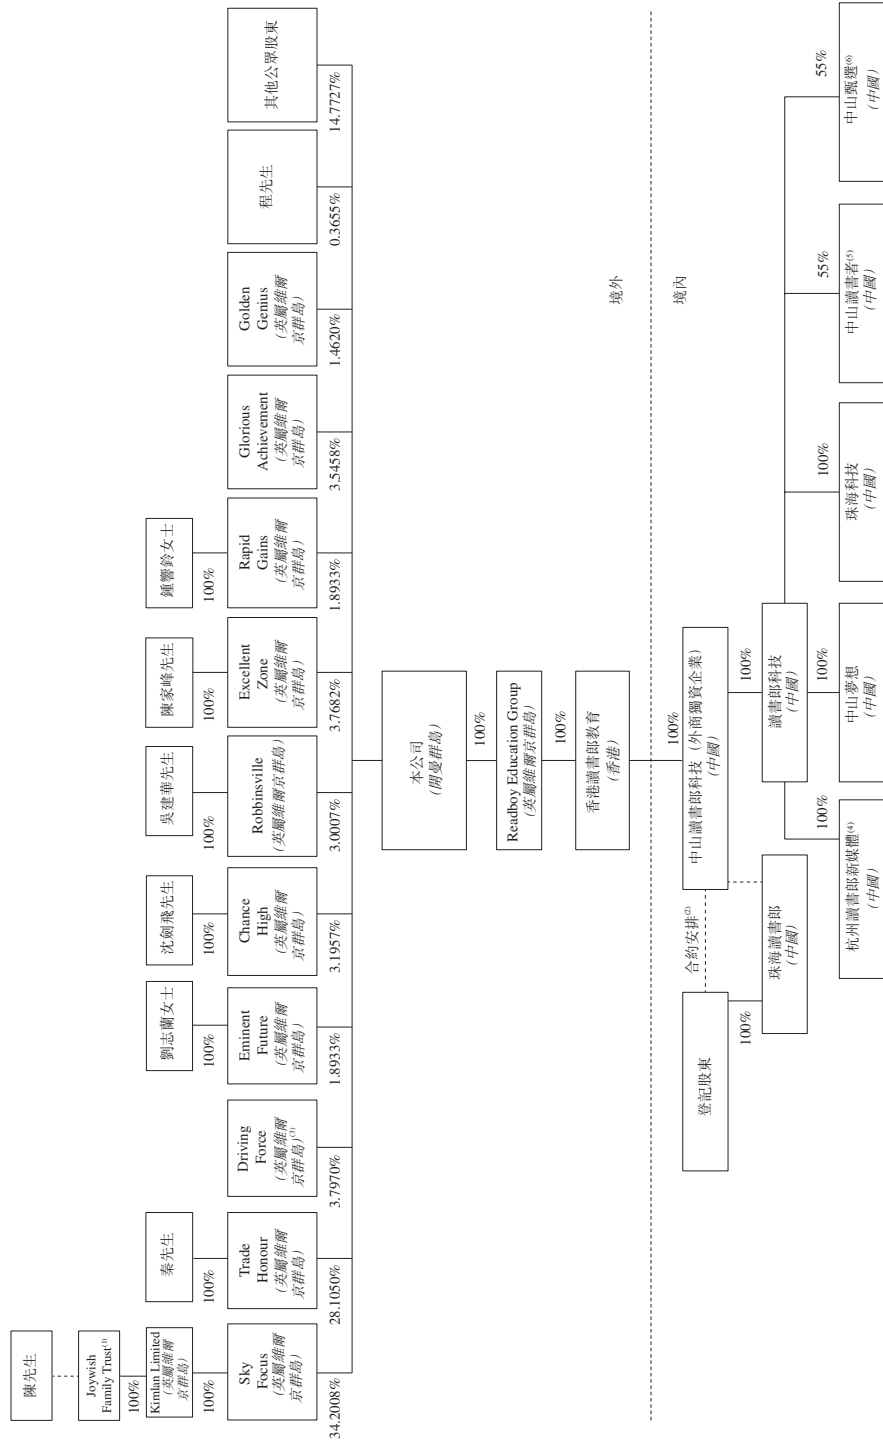 陳先生
Joywish
Family Trust(1)
100%
Kimlan Limited
(英屬維爾
京群島)
秦先生
劉志蘭女士
沈劍飛先生
吳建華先生
陳家峰先生
鍾響鈴女士
100%
100%
100%
100%
100%
100%
100%
Sky
Focus
(英屬維爾
京群島)
Trade
Honour
(英屬維爾
京群島)
Driving
Force
(英屬維爾
京群島)(3)
Eminent
Future
(英屬維爾
京群島)
Chance
High
(英屬維爾
京群島)
Robbinsville
(英屬維爾京群島)
Excellent
Zone
(英屬維爾
京群島)
Rapid
Gains
(英屬維爾
京群島)
Glorious
Achievement
(英屬維爾
京群島)
Golden
Genius
(英屬維爾
京群島)
程先生
其他公眾股東
34.2008%
28.1050%
3.7970%
1.8933%
3.1957%
3.0007%
3.7682%
1.8933%
3.5458%
1.4620%
0.3655%
14.7727%
本公司
(開曼群島)
100%
Readboy Education Group
(英屬維爾京群島)
100%
香港讀書郎教育
(香港)
境外
境內
100%
登記股東
合約安排(2)
中山讀書郎科技(外商獨資企業)
(中國)
100%
100%
珠海讀書郎
(中國)
讀書郎科技
(中國)
100%
100%
100%
55%
55%
杭州讀書郎新媒體(4)
(中國)
中山夢想
(中國)
珠海科技
(中國)
中山讀書者(5)
(中國)
中山甄選(6)
(中國)